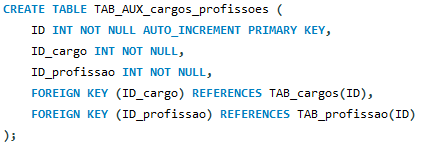 CREATE TABLE TAB_AUX_cargos_profissoes (
    ID INT NOT NULL AUTO_INCREMENT PRIMARY KEY,
    ID_cargo INT NOT NULL,
    ID_profissao INT NOT NULL,
    FOREIGN KEY (ID_cargo) REFERENCES TAB_cargos(ID),
    FOREIGN KEY (ID_profissao) REFERENCES TAB_profissao(ID)
);